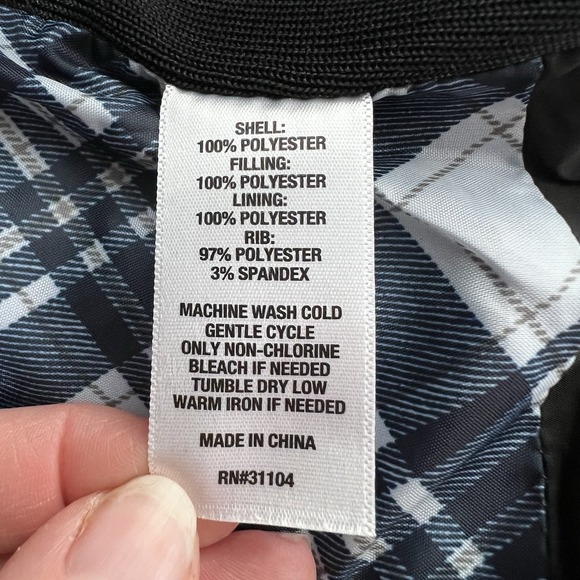 SHELL:
100% POLYESTER
FILLING:
100% POLYESTER
LINING:
100% POLYESTER
RIB:
97% POLYESTER
3% SPANDEX
MACHINE WASH COLD
GENTLE CYCLE
ONLY NON-CHLORINE
BLEACH IF NEEDED
TUMBLE DRY LOW
WARM IRON IF NEEDED
MADE IN CHINA
RN#31104